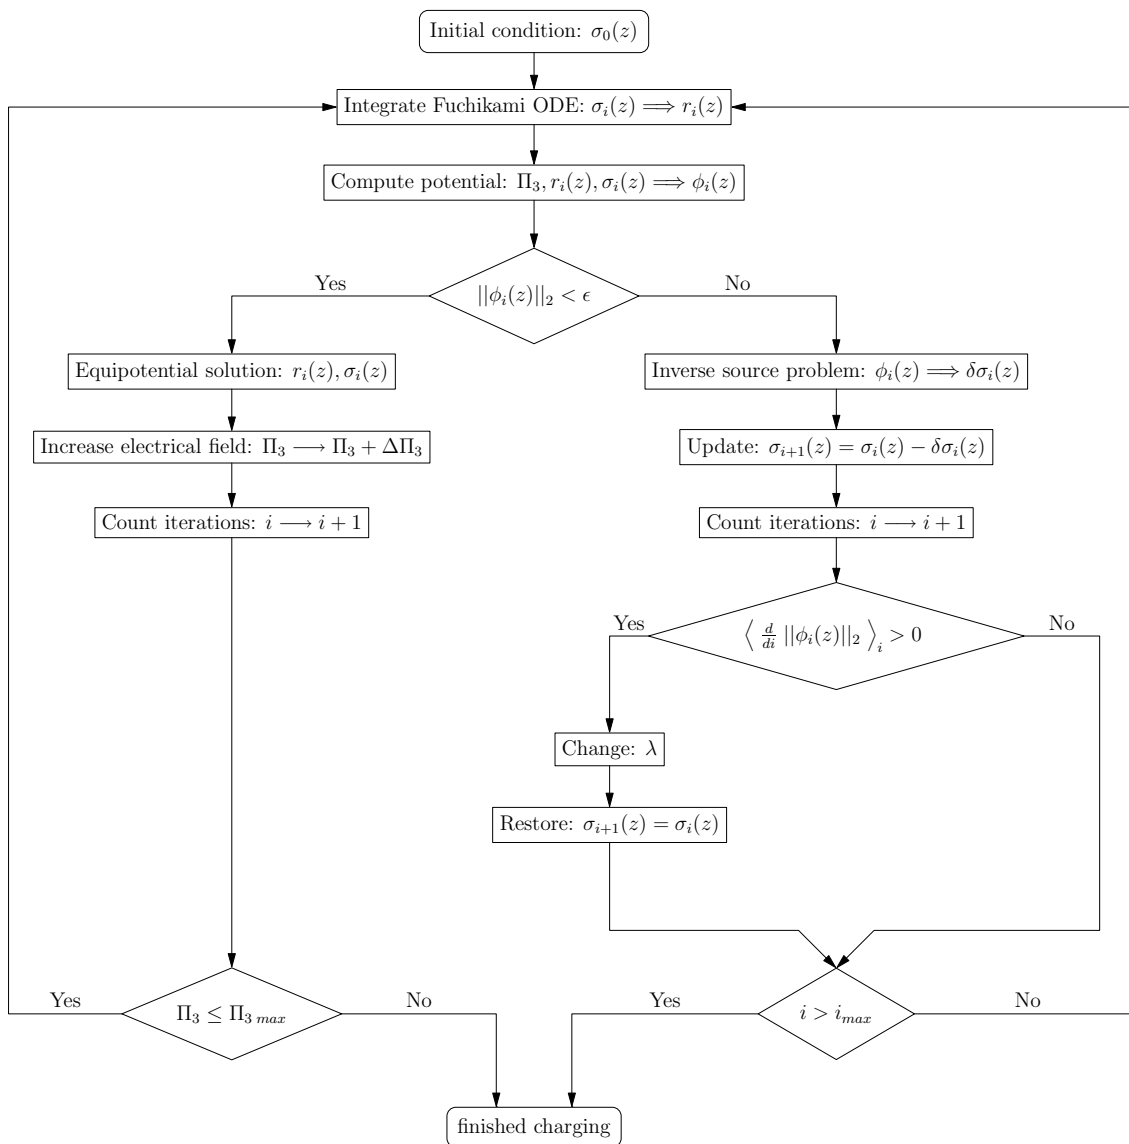 Initial condition: σ₀(z)
Integrate Fuchikami ODE: σᵢ(z) ⟹ rᵢ(z)
Compute potential: Π₃, rᵢ(z), σᵢ(z) ⟹ ϕᵢ(z)
Yes
||ϕᵢ(z)||₂ < ϵ
No
Equipotential solution: rᵢ(z), σᵢ(z)
Inverse source problem: ϕᵢ(z) ⟹ δσᵢ(z)
Increase electrical field: Π₃ ⟶ Π₃ + ΔΠ₃
Update: σᵢ₊₁(z) = σᵢ(z) − δσᵢ(z)
Count iterations: i ⟶ i + 1
Count iterations: i ⟶ i + 1
Yes
⟨ d/di ||ϕᵢ(z)||₂ ⟩ᵢ > 0
No
Change: λ
Restore: σᵢ₊₁(z) = σᵢ(z)
Yes
Π₃ ≤ Π₃ max
No
Yes
i > i_max
No
finished charging